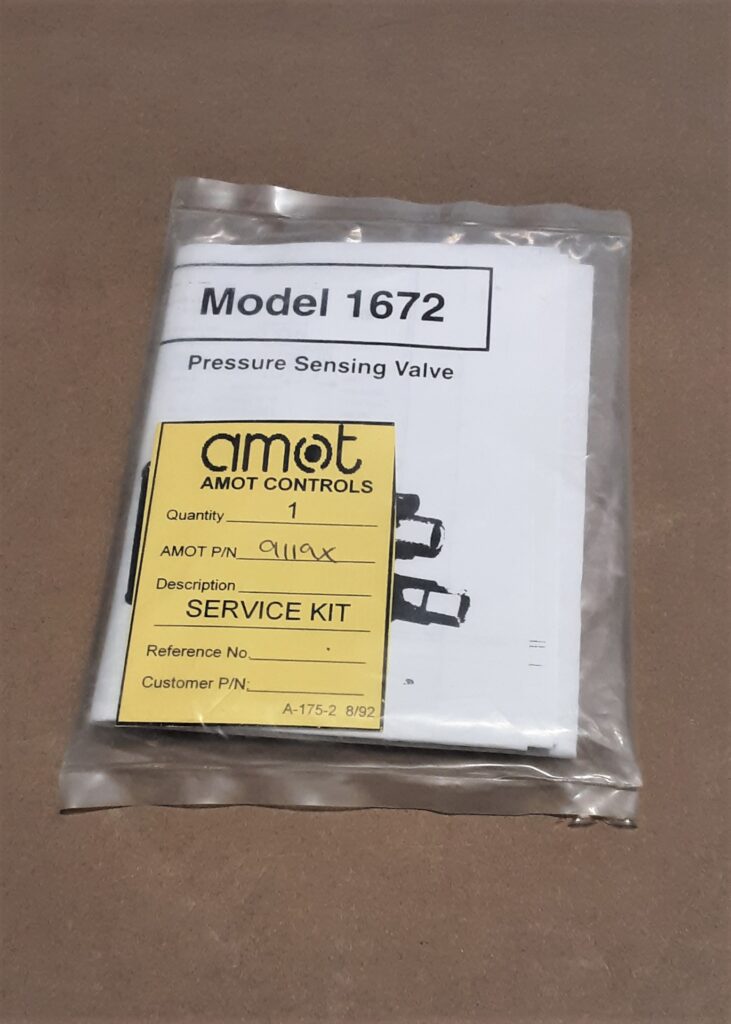 Model 1672
Pressure Sensing Valve
amot
AMOT CONTROLS
Quantity 1
AMOT P/N 9119X
Description
SERVICE KIT
Reference No.
Customer P/N:
A-175-2 8/92